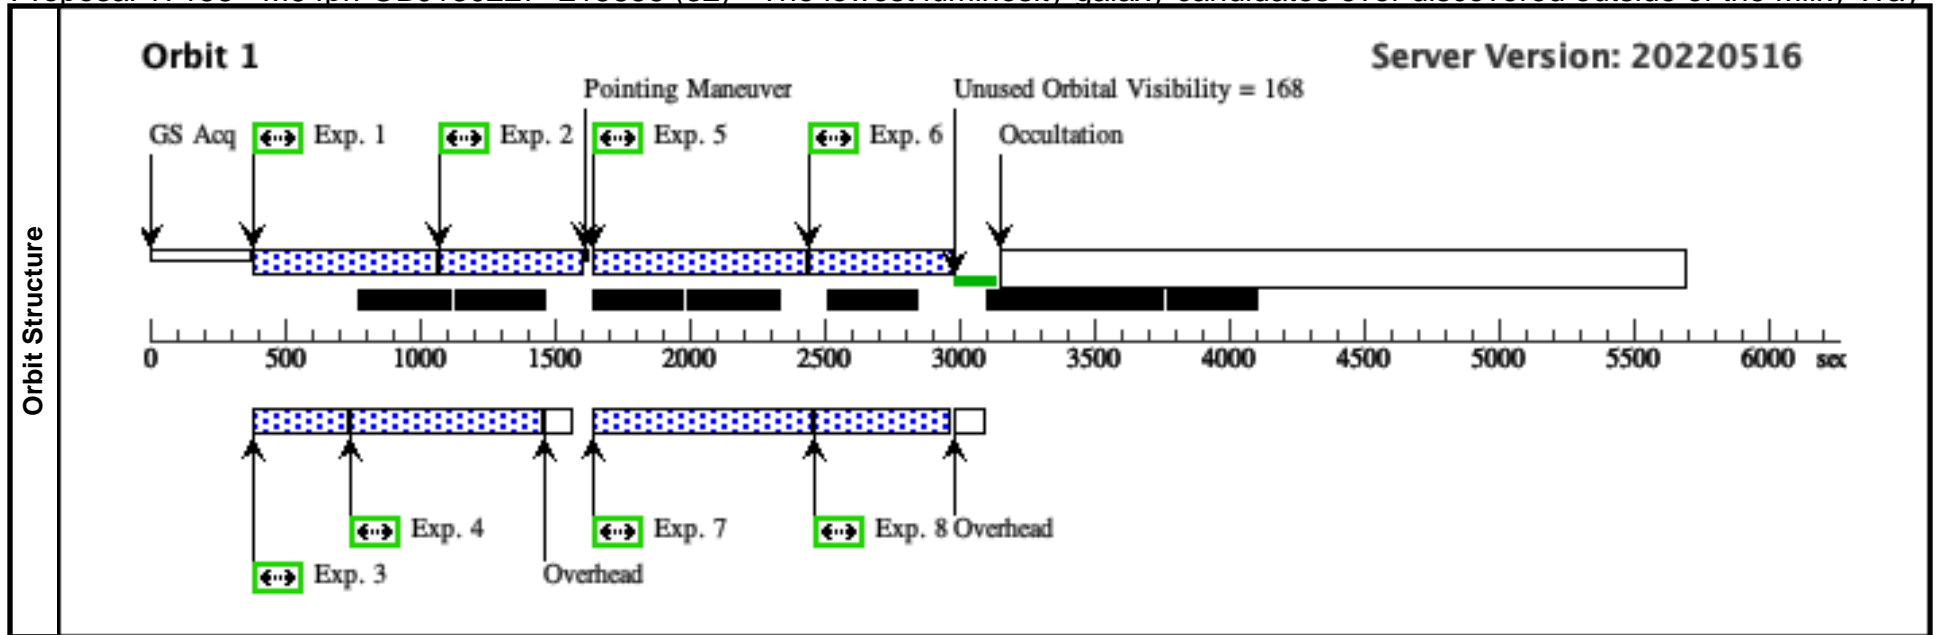 Orbit 1
Server Version: 20220516
Pointing Maneuver
Unused Orbital Visibility = 168
GS Acq
Exp. 1
Exp. 2
Exp. 5
Exp. 6
Occultation
Orbit Structure
0 500 1000 1500 2000 2500 3000 3500 4000 4500 5000 5500 6000 sec
Exp. 4
Exp. 7
Exp. 8
Overhead
Exp. 3
Overhead